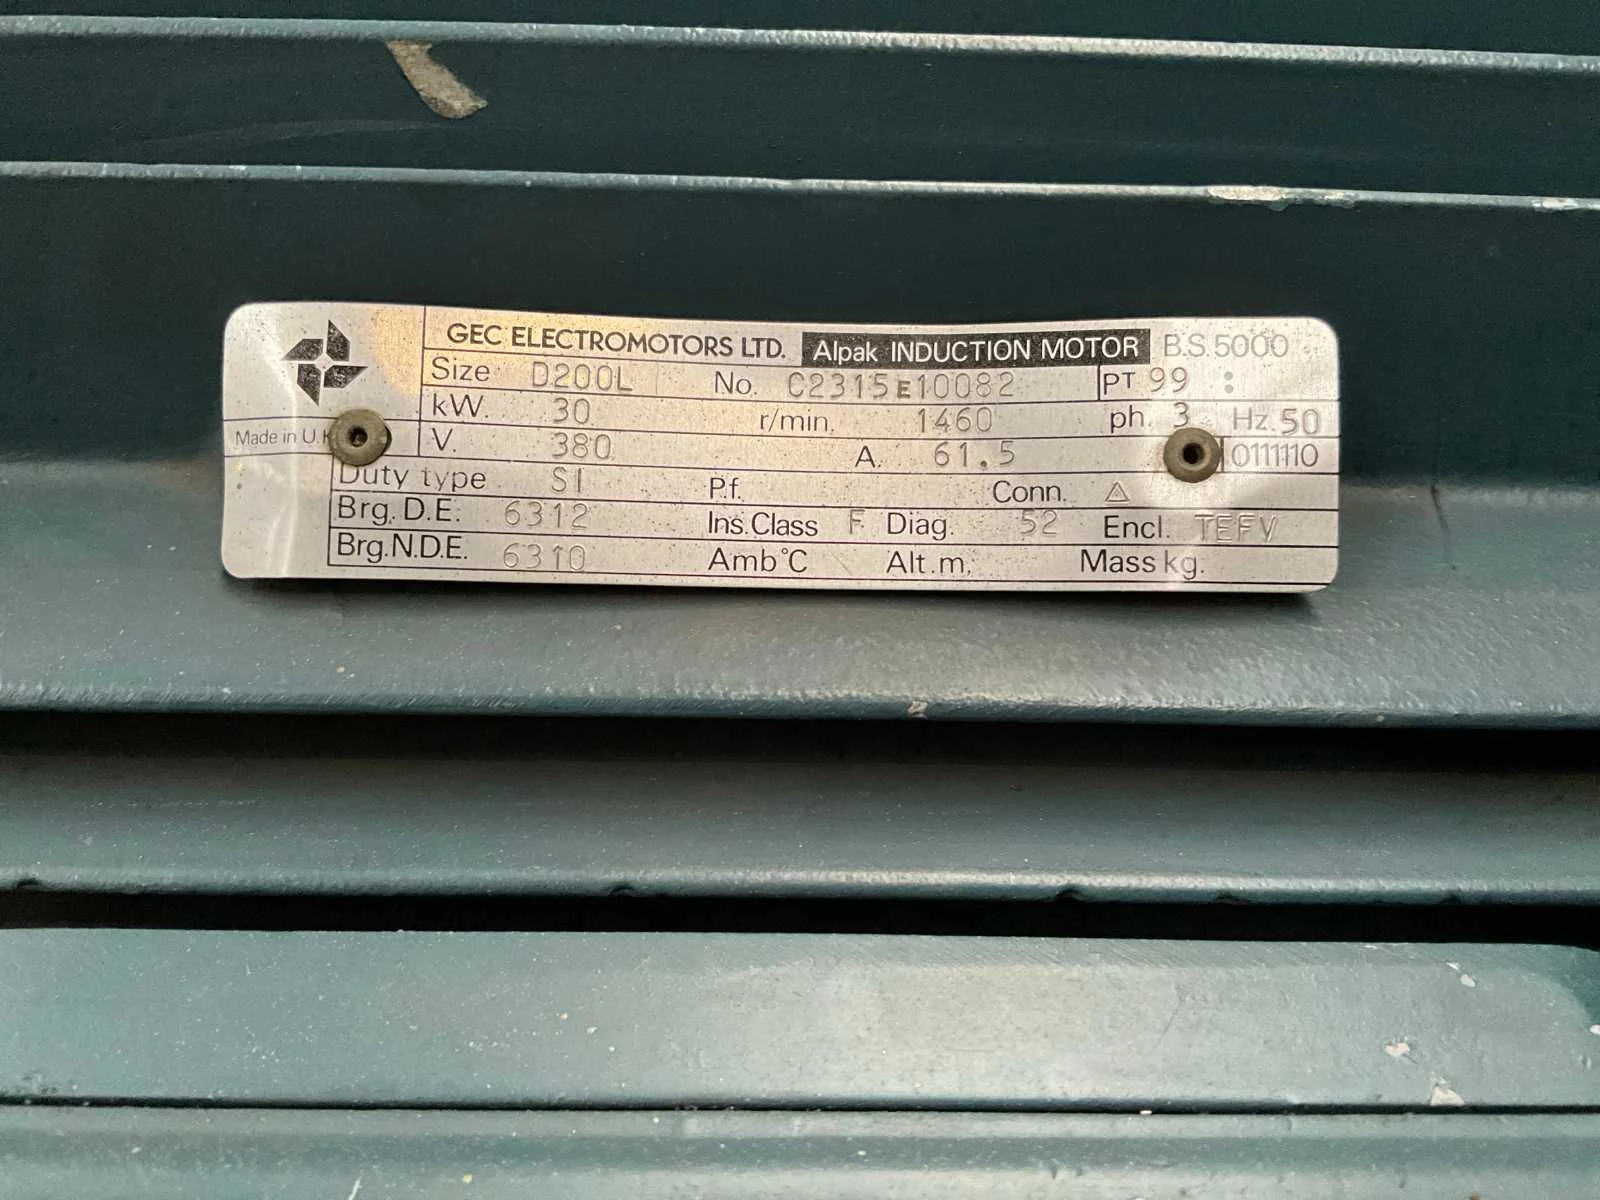 GEC ELECTROMOTORS LTD. Alpak INDUCTION MOTOR B.S.5000
Size D200L No. C2315E10082 PT 99 :
kW. 30 r/min. 1460 ph. 3 Hz. 50
Made in U.K V. 380 A. 61.5 0111110
Duty type S1 P.f. Conn. △
Brg. D.E. 6312 Ins.Class F Diag. 52 Encl. TEFV
Brg.N.D.E. 6310 Amb°C Alt.m. Mass kg.